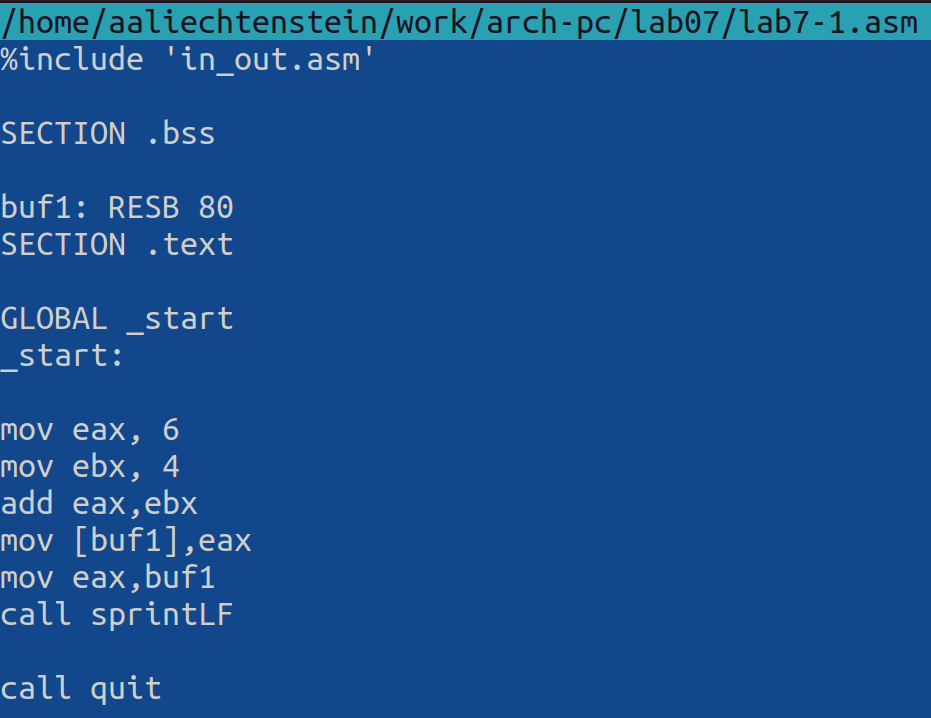 /home/aaliechtenstein/work/arch-pc/lab07/lab7-1.asm
%include 'in_out.asm'
SECTION .bss
buf1: RESB 80
SECTION .text
GLOBAL _start
_start:
mov eax, 6
mov ebx, 4
add eax,ebx
mov [buf1],eax
mov eax,buf1
call sprintLF
call quit